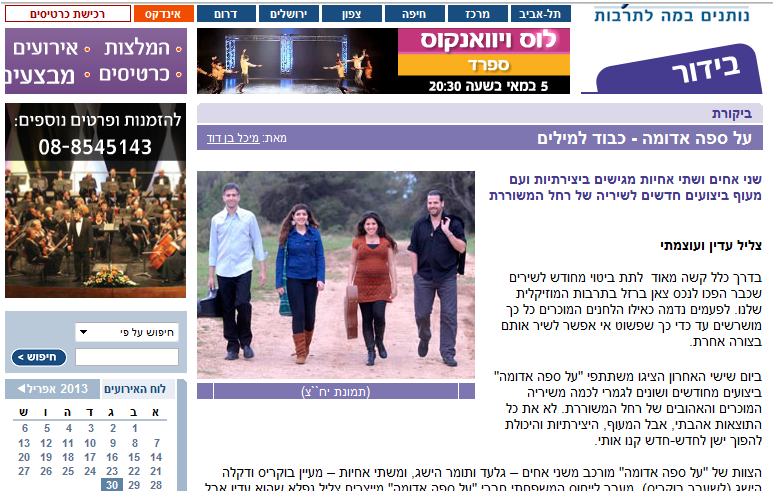 נותנים במה לתרבות
תל-אביב
מרכז
חיפה
צפון
ירושלים
דרום
אינדקס
רכישת כרטיסים
בידור
לוס ויוואנקוס
ספרד
5 במאי בשעה 20:30
המלצות
אירועים
כרטיסים
מבצעים
ביקורת
על ספה אדומה - כבוד למילים
מאת: מיכל בן דוד
שני אחים ושתי אחיות מגישים ביצירתיות ועם
מעוף ביצועים חדשים לשיריה של רחל המשוררת
צליל עדין ועוצמתי
בדרך כלל קשה מאוד לתת ביטוי מחודש לשירים
שכבר הפכו לנכס צאן ברזל בתרבות המוזיקלית
שלנו. לפעמים נדמה כאילו הלחנים המוכרים כל כך
מושרשים עד כדי כך שפשוט אי אפשר לשיר אותם
בצורה אחרת.
ביום שישי האחרון הציגו משתתפי "על ספה אדומה"
ביצועים מחודשים ושונים לגמרי לכמה משיריה
המוכרים והאהובים של רחל המשוררת. לא את כל
התוצאות אהבתי, אבל המעוף, היצירתיות והיכולת
להפוך ישן לחדש-חדש קנו אותי.
(תמונת יח``צ)
הצוות של "על ספה אדומה" מורכב משני אחים – גלעד ותומר הישג, ומשתי אחיות – מעיין בוקריס ודקלה
הישג (לשעבר בוקריס). מעבר לייחוס המשפחתי חברי "על ספה אדומה" מייצרים צליל נפלא שהוא עדין אבל
להזמנות ופרטים נוספים:
08-8545143
חיפוש על פי
חיפוש >
לוח האירועים
אפריל 2013
א ב ג ד ה ו ש
1 2 3 4 5 6
7 8 9 10 11 12 13
14 15 16 17 18 19 20
21 22 23 24 25 26 27
28 29 30